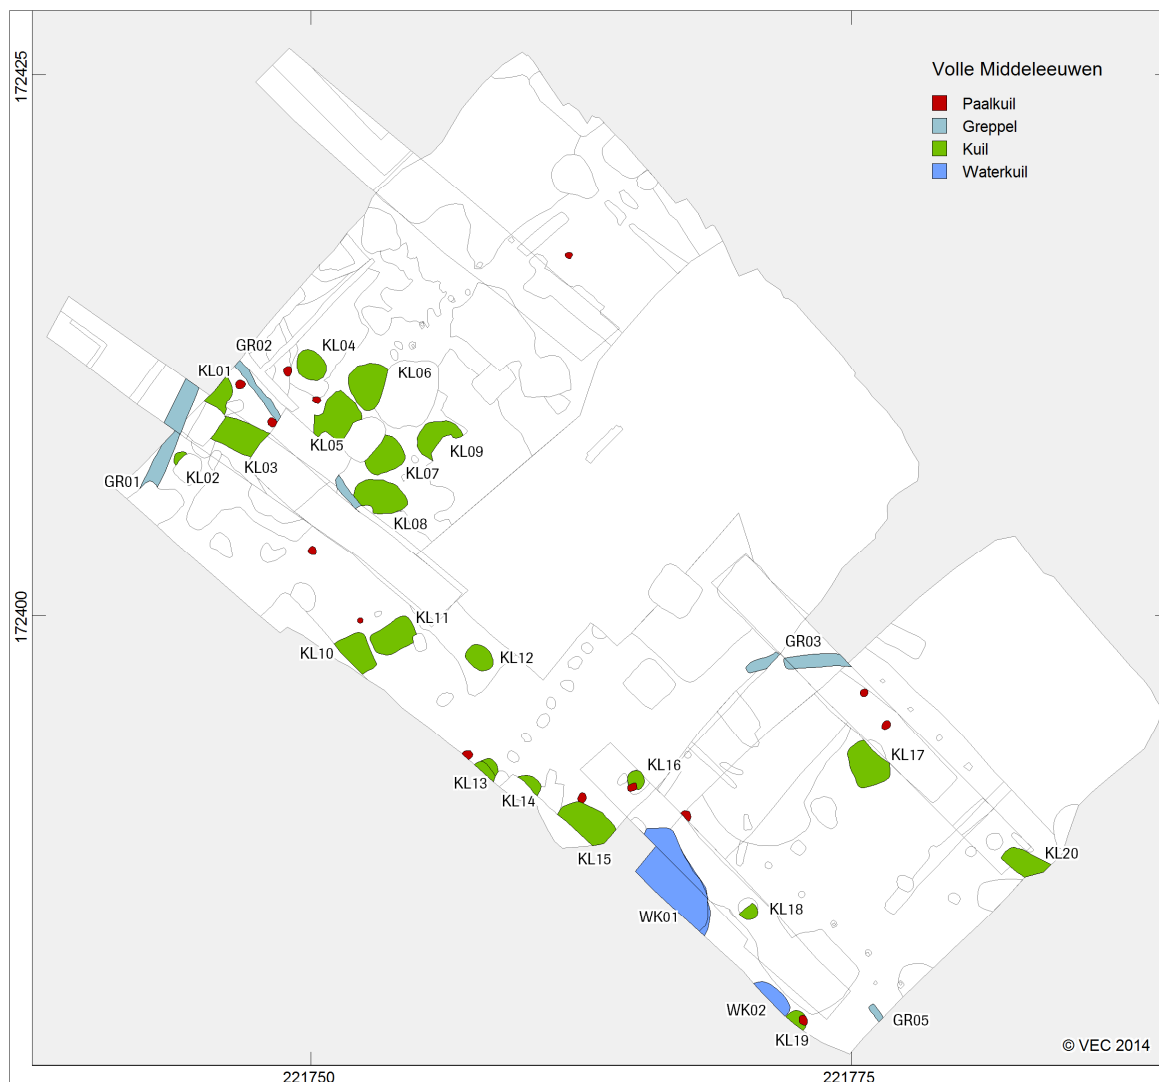 172425
Volle Middeleeuwen
Paalkuil
Greppel
Kuil
Waterkuil
GR02
KL04
KL01
KL06
KL05
KL09
KL03
KL07
GR01
KL02
KL08
172400
KL11
KL10
KL12
GR03
KL16
KL17
KL13
KL14
KL15
KL20
KL18
WK01
WK02
GR05
KL19
© VEC 2014
221750
221775